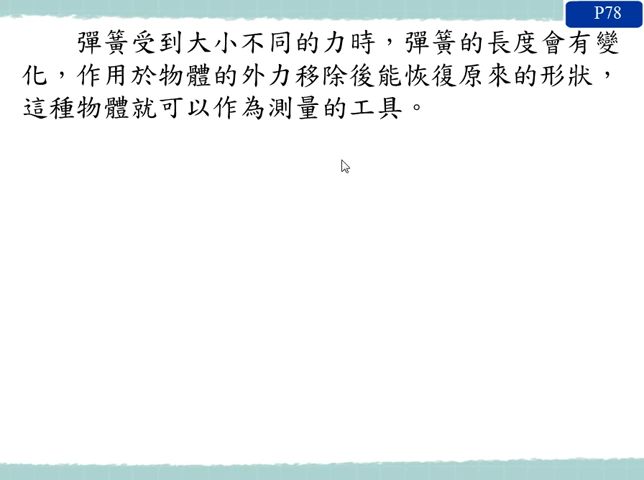 P78
彈簧受到大小不同的力時，彈簧的長度會有變
化，作用於物體的外力移除後能恢復原來的形狀，
這種物體就可以作為測量的工具。